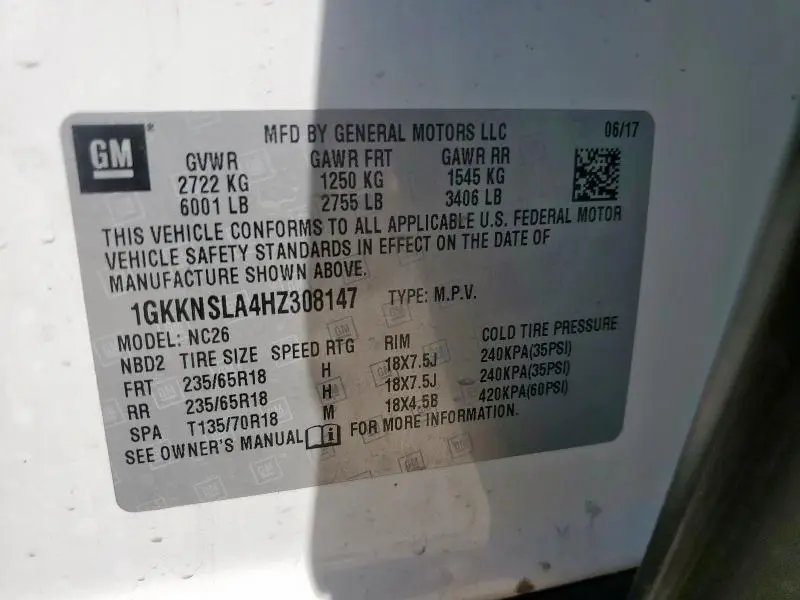 GM
MFD BY GENERAL MOTORS LLC 06/17
GVWR GAWR FRT GAWR RR
2722 KG 1250 KG 1545 KG
6001 LB 2755 LB 3406 LB
THIS VEHICLE CONFORMS TO ALL APPLICABLE U.S. FEDERAL MOTOR
VEHICLE SAFETY STANDARDS IN EFFECT ON THE DATE OF
MANUFACTURE SHOWN ABOVE.
1GKKNSLA4HZ308147 TYPE: M.P.V.
MODEL: NC26
NBD2 TIRE SIZE SPEED RTG RIM COLD TIRE PRESSURE
FRT 235/65R18 H 18X7.5J 240KPA(35PSI)
RR 235/65R18 H 18X7.5J 240KPA(35PSI)
SPA T135/70R18 M 18X4.5B 420KPA(60PSI)
SEE OWNER'S MANUAL FOR MORE INFORMATION.